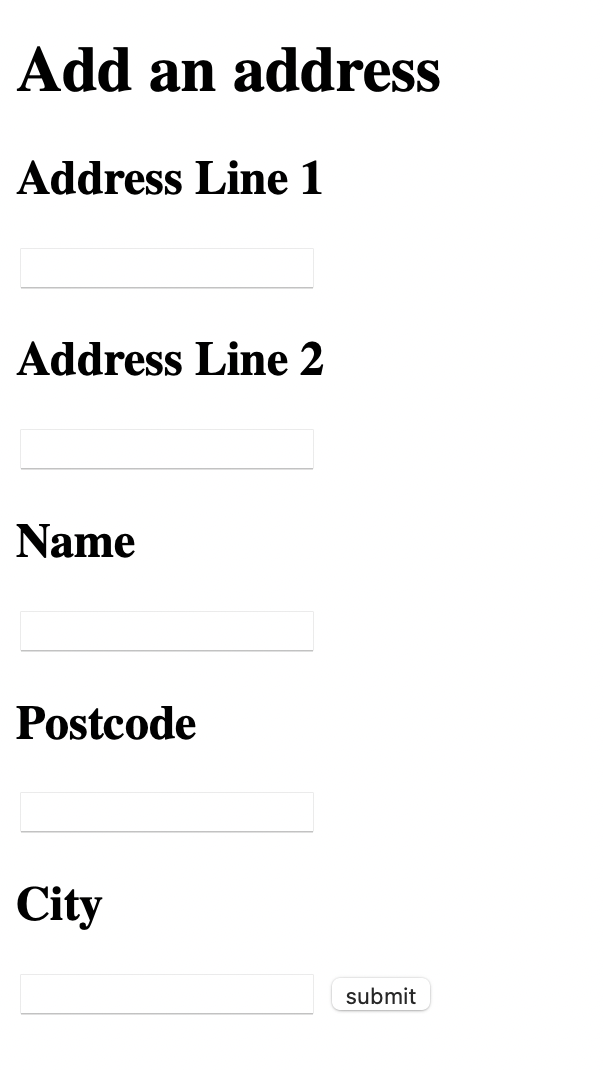 Add an address
Address Line 1
Address Line 2
Name
Postcode
City
submit